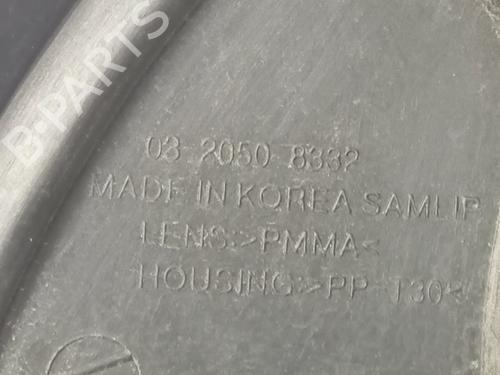 B-PARTS
03 2050 8332
MADE IN KOREA SAMLIP
LENS>PMMA<
HOUSING>PP-T30<